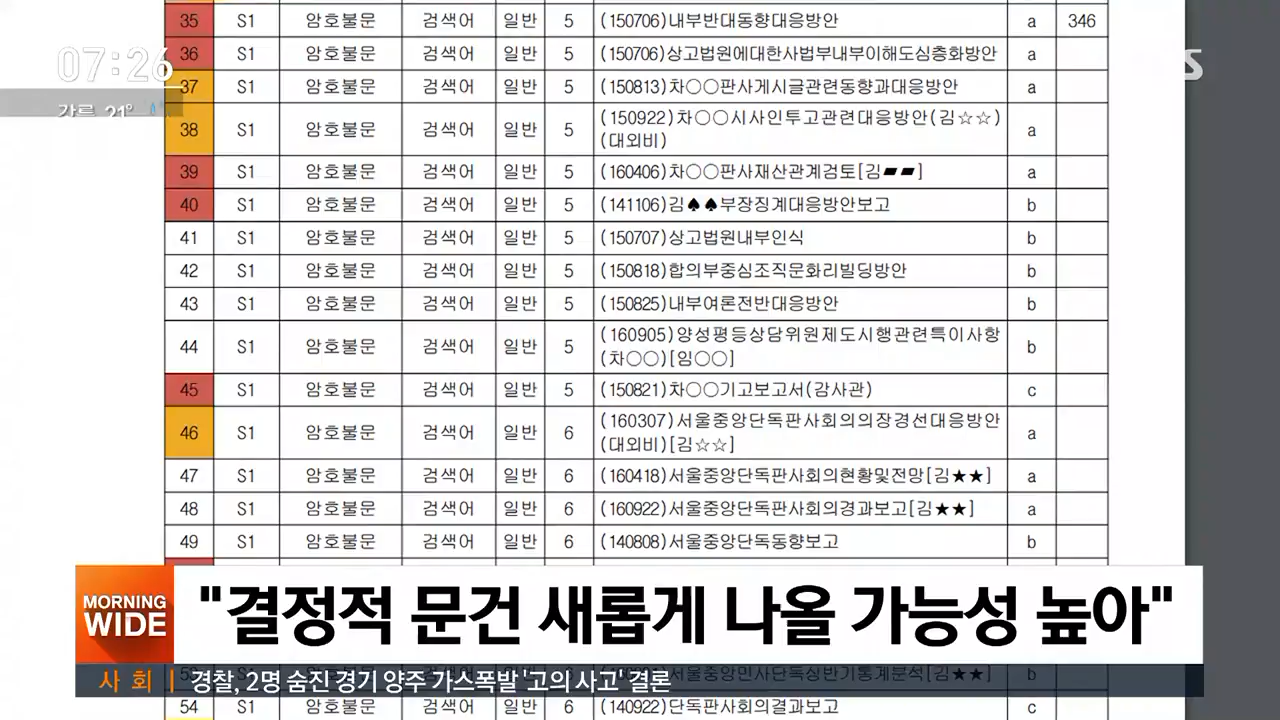 35 S1 암호불문 검색어 일반 5 (150706)내부반대동향대응방안 a 346
07:26
36 S1 암호불문 검색어 일반 5 (150706)상고법원에대한사법부내부이해도심층화방안 a
37 S1 암호불문 검색어 일반 5 (150813)차○○판사게시글관련동향과대응방안 a
강릉 21°
38 S1 암호불문 검색어 일반 5 (150922)차○○시사인투고관련대응방안(김☆☆)
(대외비) a
39 S1 암호불문 검색어 일반 5 (160406)차○○판사재산관계검토[김▰▰] a
40 S1 암호불문 검색어 일반 5 (141106)김♠♠부장징계대응방안보고 b
41 S1 암호불문 검색어 일반 5 (150707)상고법원내부인식 b
42 S1 암호불문 검색어 일반 5 (150818)합의부중심조직문화리빌딩방안 b
43 S1 암호불문 검색어 일반 5 (150825)내부여론전반대응방안 b
44 S1 암호불문 검색어 일반 5 (160905)양성평등상담위원제도시행관련특이사항
(차○○)[임○○] b
45 S1 암호불문 검색어 일반 5 (150821)차○○기고보고서(감사관) c
46 S1 암호불문 검색어 일반 6 (160307)서울중앙단독판사회의의장경선대응방안
(대외비)[김☆☆] a
47 S1 암호불문 검색어 일반 6 (160418)서울중앙단독판사회의현황및전망[김★★] a
48 S1 암호불문 검색어 일반 6 (160922)서울중앙단독판사회의경과보고[김★★] a
49 S1 암호불문 검색어 일반 6 (140808)서울중앙단독동향보고 b
MORNING
WIDE
"결정적 문건 새롭게 나올 가능성 높아"
사회 | 경찰, 2명 숨진 경기 양주 가스폭발 '고의 사고' 결론
54 S1 암호불문 검색어 일반 6 (140922)단독판사회의결과보고 c